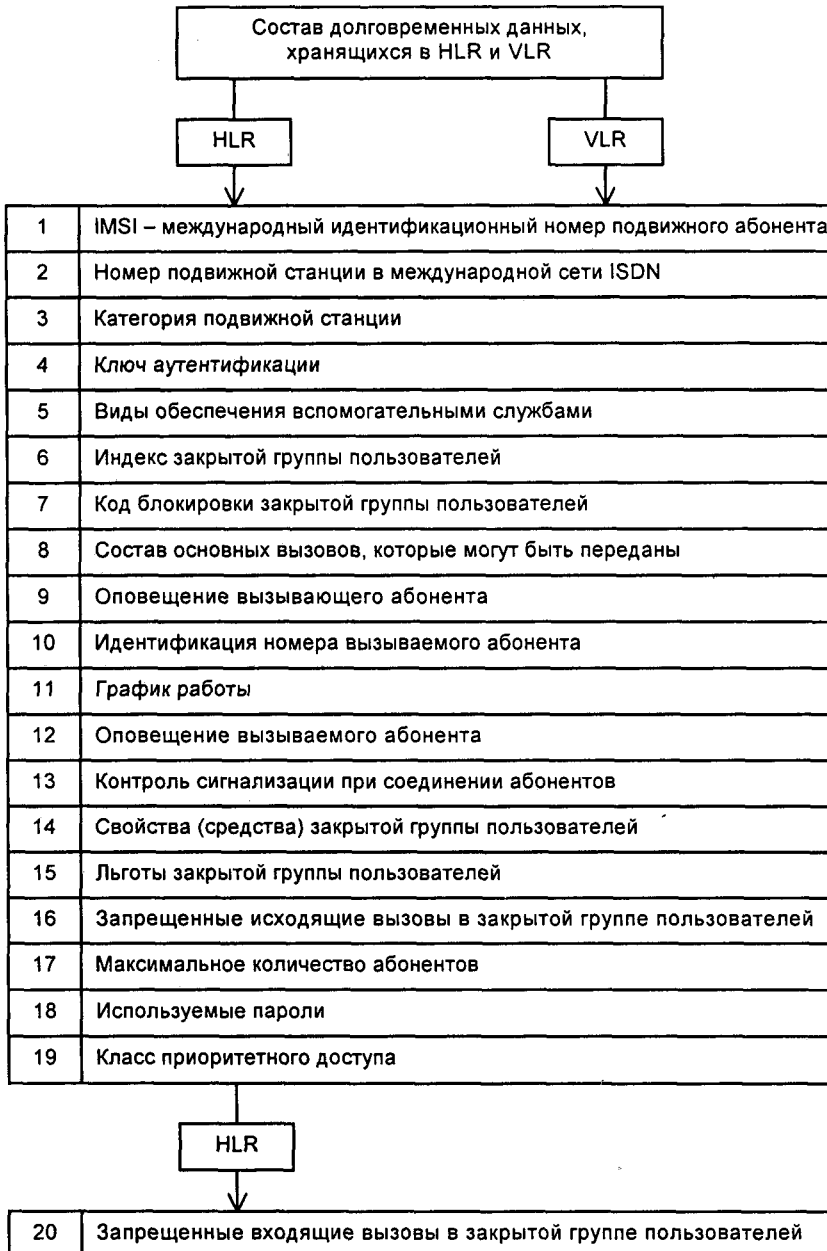 Состав долговременных данных,
хранящихся в HLR и VLR
HLR
VLR
1 IMSI – международный идентификационный номер подвижного абонента
2 Номер подвижной станции в международной сети ISDN
3 Категория подвижной станции
4 Ключ аутентификации
5 Виды обеспечения вспомогательными службами
6 Индекс закрытой группы пользователей
7 Код блокировки закрытой группы пользователей
8 Состав основных вызовов, которые могут быть переданы
9 Оповещение вызывающего абонента
10 Идентификация номера вызываемого абонента
11 График работы
12 Оповещение вызываемого абонента
13 Контроль сигнализации при соединении абонентов
14 Свойства (средства) закрытой группы пользователей
15 Льготы закрытой группы пользователей
16 Запрещенные исходящие вызовы в закрытой группе пользователей
17 Максимальное количество абонентов
18 Используемые пароли
19 Класс приоритетного доступа
HLR
20 Запрещенные входящие вызовы в закрытой группе пользователей